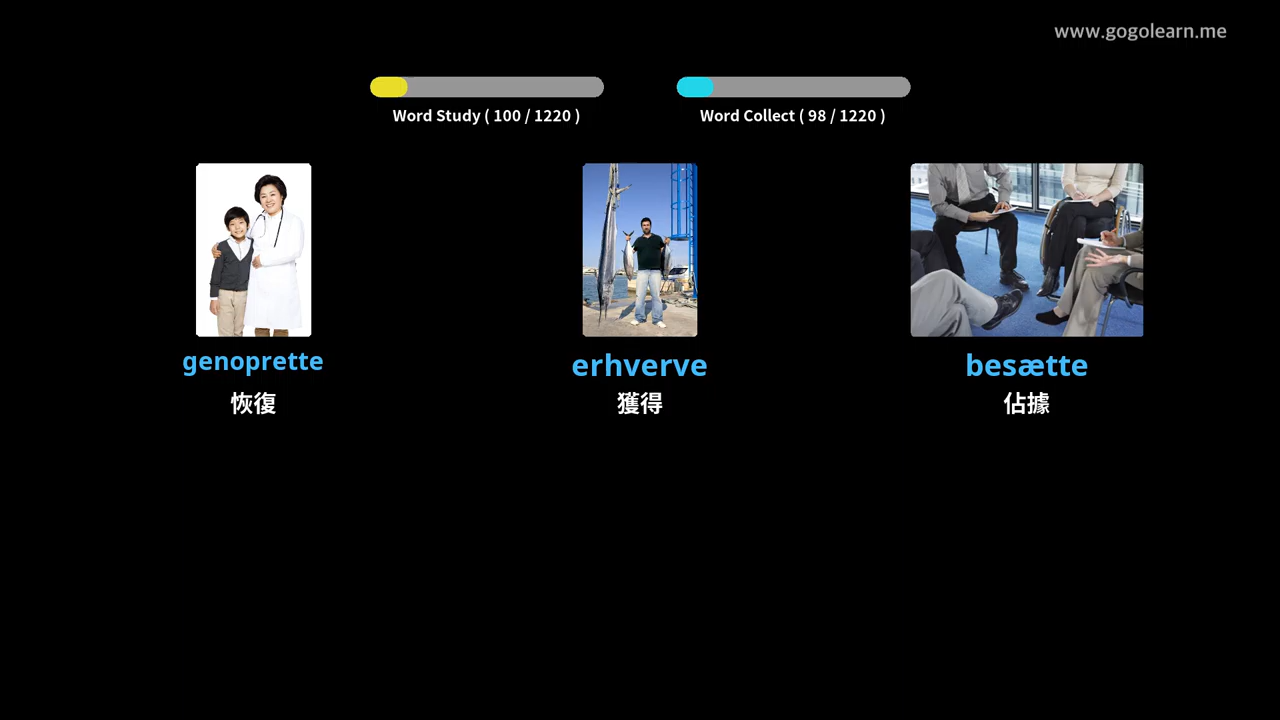 www.gogolearn.me
Word Study ( 100 / 1220 )
Word Collect ( 98 / 1220 )
genoprette
erhverve
besætte
恢復
獲得
佔據